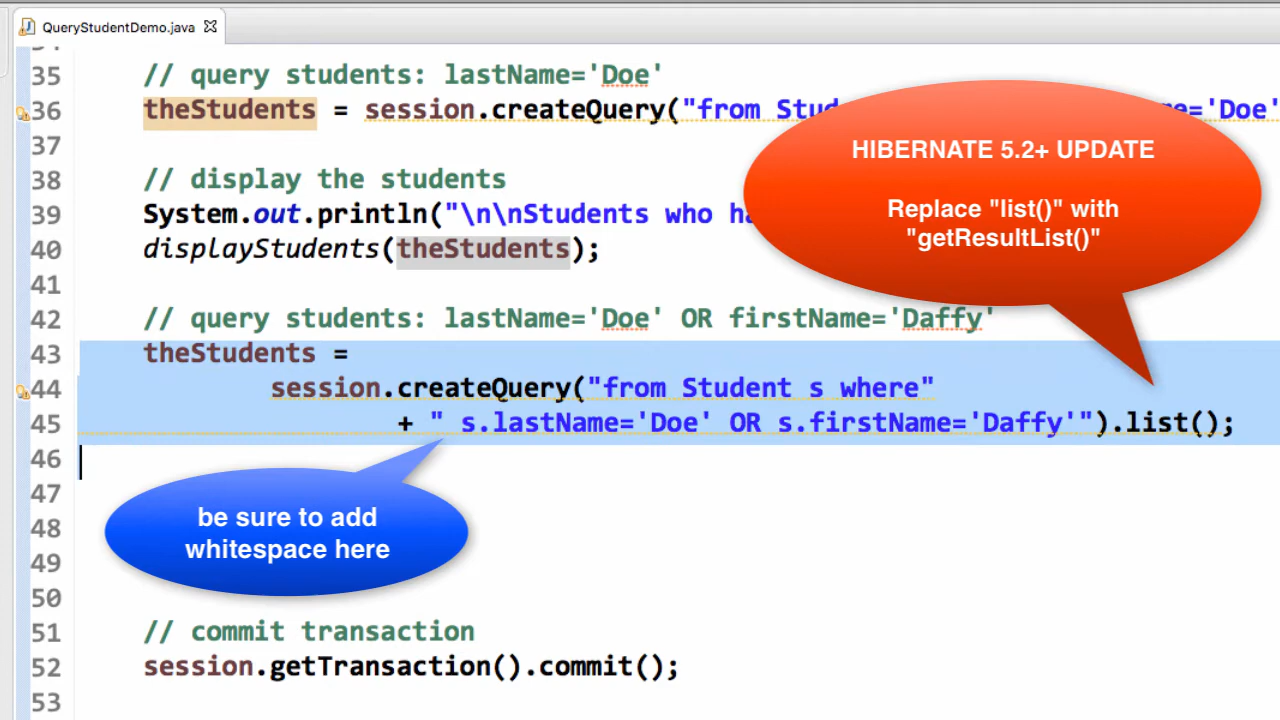 QueryStudentDemo.java
35 // query students: lastName='Doe'
36 theStudents = session.createQuery("from Stud ='Doe'
37
38 // display the students
39 System.out.println("\n\nStudents who ha
40 displayStudents(theStudents);
41
42 // query students: lastName='Doe' OR firstName='Daffy'
43 theStudents =
44 session.createQuery("from Student s where"
45 + " s.lastName='Doe' OR s.firstName='Daffy'").list();
46
47
48
49
50
51 // commit transaction
52 session.getTransaction().commit();
53
HIBERNATE 5.2+ UPDATE
Replace "list()" with
"getResultList()"
be sure to add
whitespace here